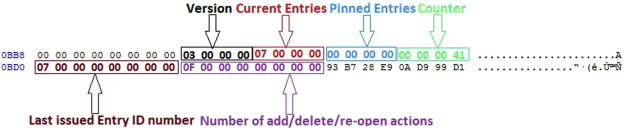 Version Current Entries Pinned Entries Counter
0BB8 00 00 00 00 00 00 00 00 03 00 00 00 07 00 00 00 00 00 00 00 00 00 00 41 .......................A
0BD0 07 00 00 00 00 00 00 00 0F 00 00 00 00 00 00 00 93 B7 28 E9 0A D9 99 D1 ................“·(é.Ù™Ñ
Last issued Entry ID number Number of add/delete/re-open actions